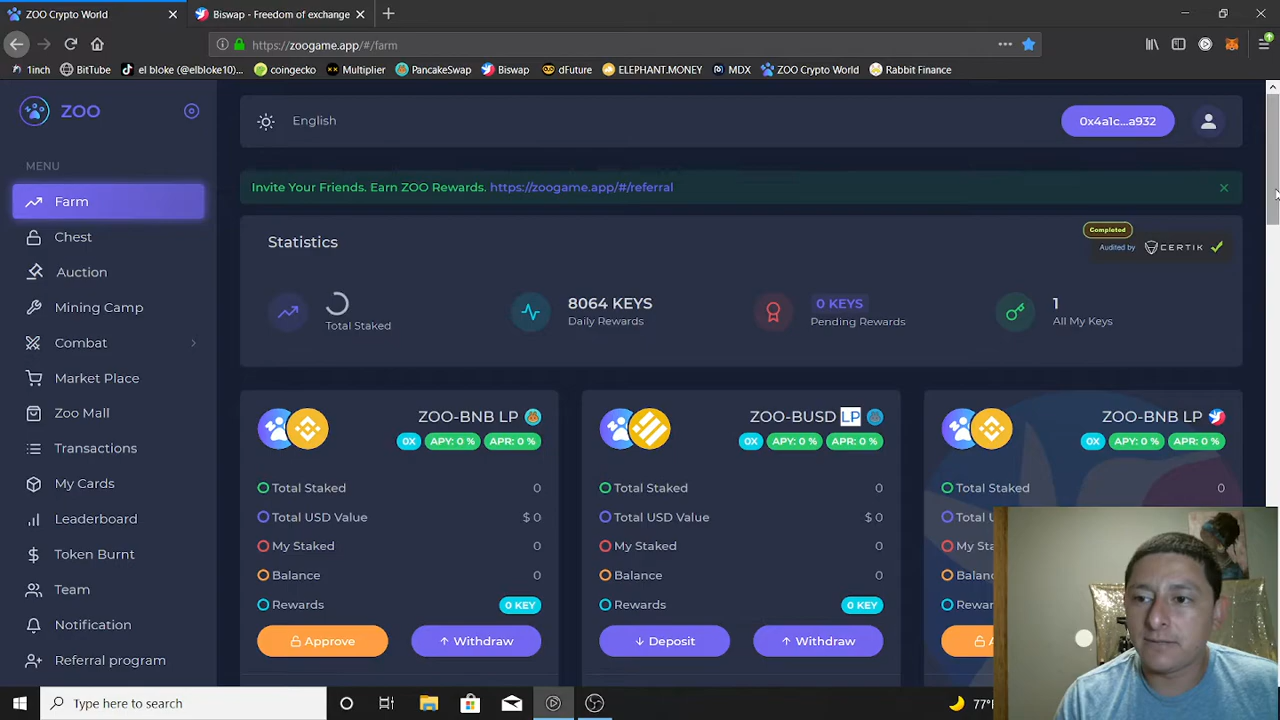 ZOO Crypto World
Biswap - Freedom of exchange
https://zoogame.app/#/farm
1inch
BitTube
el bloke (@elbloke10)...
coingecko
Multiplier
PancakeSwap
Biswap
dFuture
ELEPHANT.MONEY
MDX
ZOO Crypto World
Rabbit Finance
ZOO
English
0x4a1c...a932
MENU
Invite Your Friends. Earn ZOO Rewards. https://zoogame.app/#/referral
Farm
Chest
Auction
Mining Camp
Combat
Market Place
Zoo Mall
Transactions
My Cards
Leaderboard
Token Burnt
Team
Notification
Referral program
Statistics
Completed
Audited by CERTIK
Total Staked
8064 KEYS
Daily Rewards
0 KEYS
Pending Rewards
1
All My Keys
ZOO-BNB LP
0X APY: 0 % APR: 0 %
Total Staked 0
Total USD Value $ 0
My Staked 0
Balance 0
Rewards 0 KEY
Approve
Withdraw
ZOO-BUSD LP
0X APY: 0 % APR: 0 %
Total Staked 0
Total USD Value $ 0
My Staked 0
Balance 0
Rewards 0 KEY
Deposit
Withdraw
ZOO-BNB LP
0X APY: 0 % APR: 0 %
Total Staked 0
Total U
My Sta
Balanc
Rewar
Type here to search
77°F